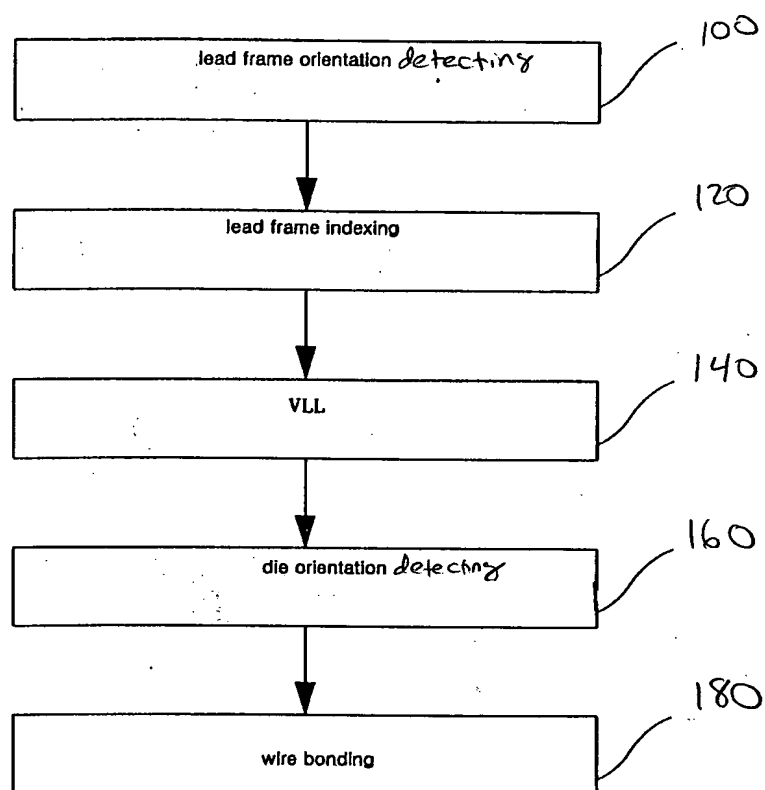 100
lead frame orientation detecting
120
lead frame indexing
140
VLL
160
die orientation detecting
180
wire bonding